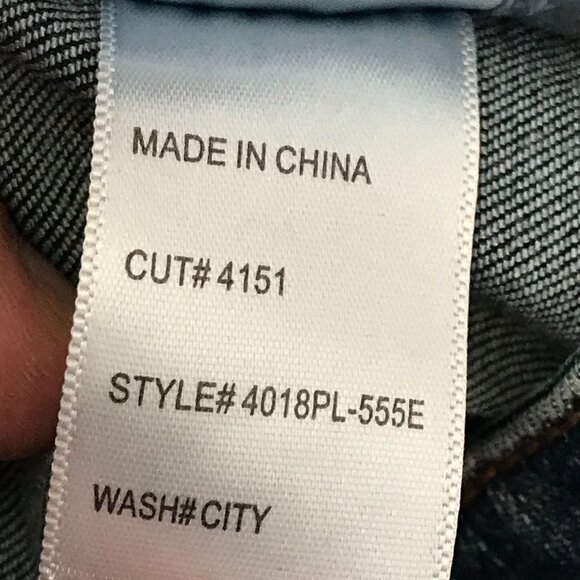 MADE IN CHINA
CUT# 4151
STYLE# 4018PL-555E
WASH# CITY